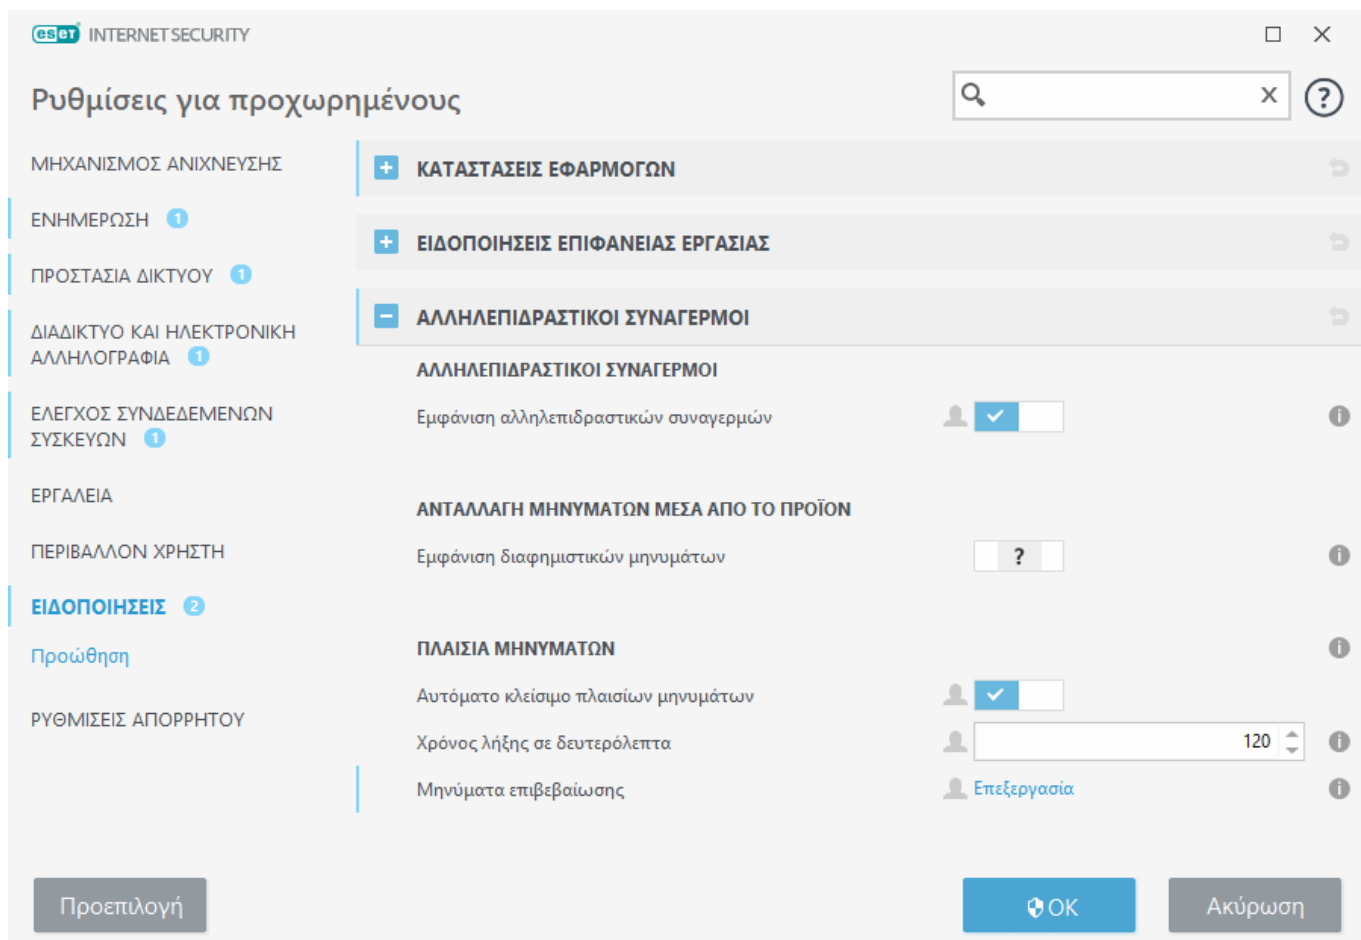 eset INTERNET SECURITY
Ρυθμίσεις για προχωρημένους
ΜΗΧΑΝΙΣΜΟΣ ΑΝΙΧΝΕΥΣΗΣ
ΕΝΗΜΕΡΩΣΗ 1
ΠΡΟΣΤΑΣΙΑ ΔΙΚΤΥΟΥ 1
ΔΙΑΔΙΚΤΥΟ ΚΑΙ ΗΛΕΚΤΡΟΝΙΚΗ
ΑΛΛΗΛΟΓΡΑΦΙΑ 1
ΕΛΕΓΧΟΣ ΣΥΝΔΕΔΕΜΕΝΩΝ
ΣΥΣΚΕΥΩΝ 1
ΕΡΓΑΛΕΙΑ
ΠΕΡΙΒΑΛΛΟΝ ΧΡΗΣΤΗ
ΕΙΔΟΠΟΙΗΣΕΙΣ 2
Προώθηση
ΡΥΘΜΙΣΕΙΣ ΑΠΟΡΡΗΤΟΥ
ΚΑΤΑΣΤΑΣΕΙΣ ΕΦΑΡΜΟΓΩΝ
ΕΙΔΟΠΟΙΗΣΕΙΣ ΕΠΙΦΑΝΕΙΑΣ ΕΡΓΑΣΙΑΣ
ΑΛΛΗΛΕΠΙΔΡΑΣΤΙΚΟΙ ΣΥΝΑΓΕΡΜΟΙ
ΑΛΛΗΛΕΠΙΔΡΑΣΤΙΚΟΙ ΣΥΝΑΓΕΡΜΟΙ
Εμφάνιση αλληλεπιδραστικών συναγερμών
ΑΝΤΑΛΛΑΓΗ ΜΗΝΥΜΑΤΩΝ ΜΕΣΑ ΑΠΟ ΤΟ ΠΡΟΪΟΝ
Εμφάνιση διαφημιστικών μηνυμάτων ?
ΠΛΑΙΣΙΑ ΜΗΝΥΜΑΤΩΝ
Αυτόματο κλείσιμο πλαισίων μηνυμάτων
Χρόνος λήξης σε δευτερόλεπτα 120
Μηνύματα επιβεβαίωσης Επεξεργασία
Προεπιλογή
OK
Ακύρωση